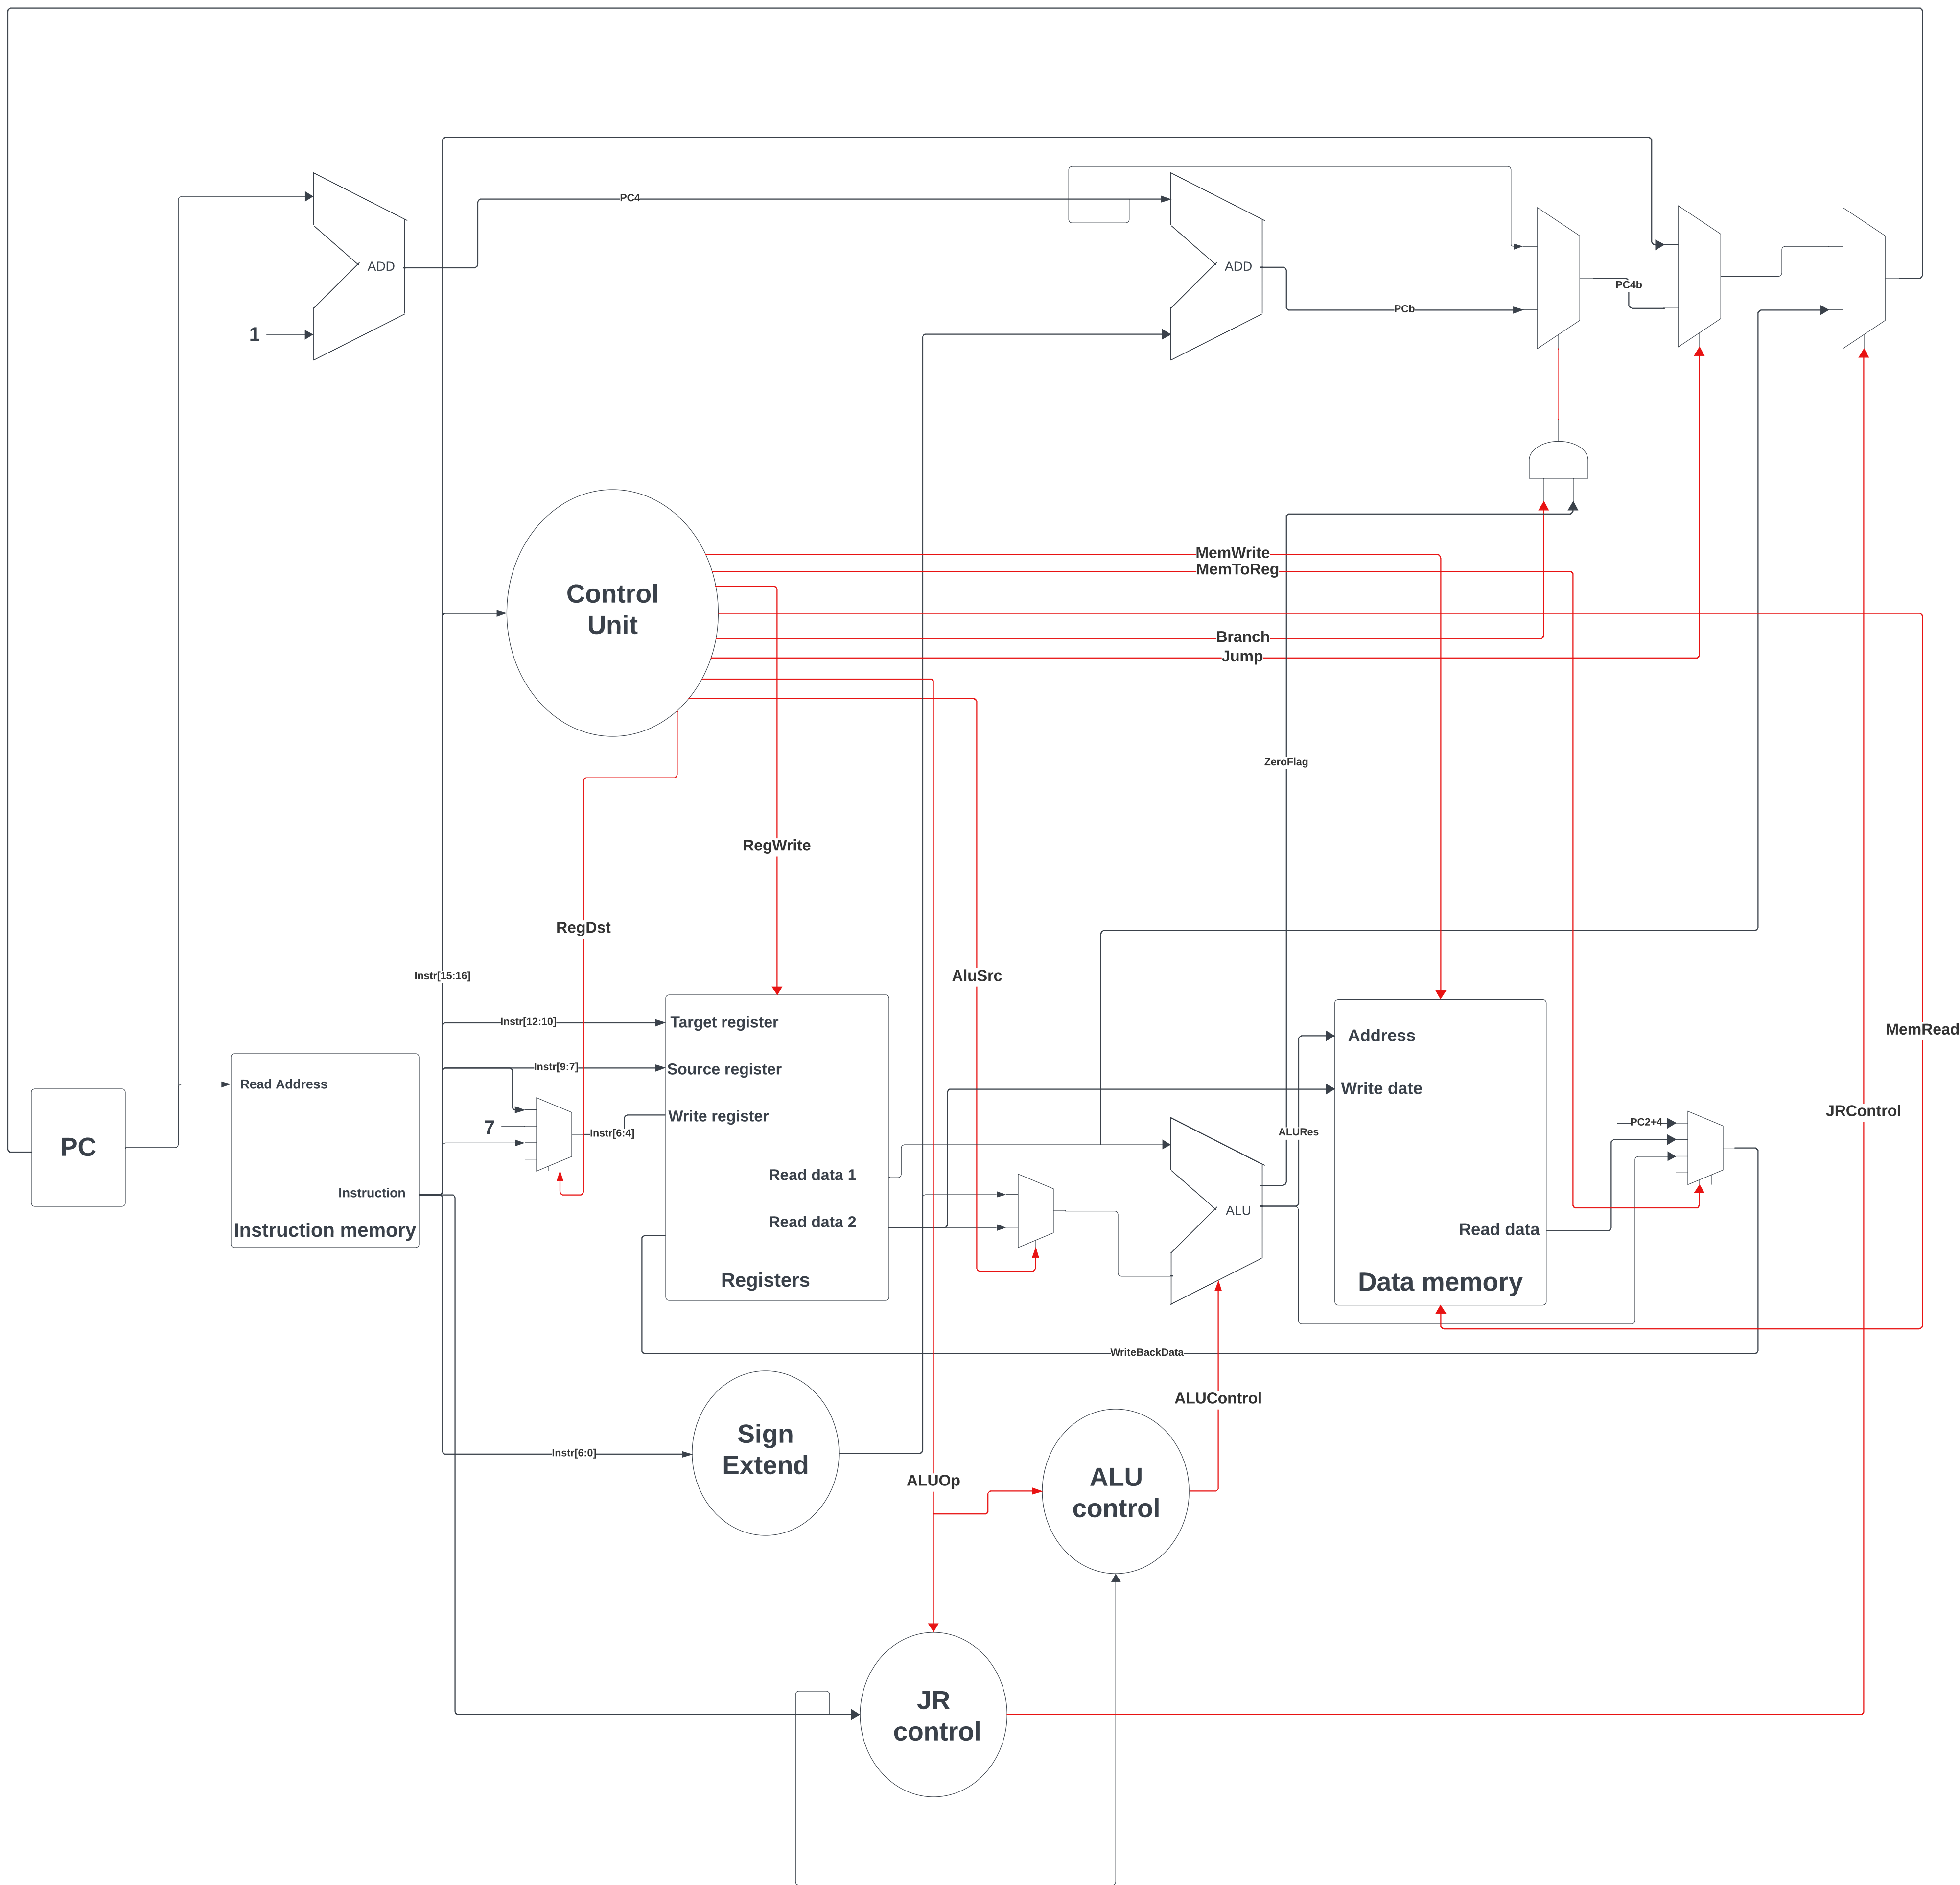 PC4
ADD
ADD
PC4b
PCb
1
MemWrite
MemToReg
Control
Unit
Branch
Jump
ZeroFlag
RegWrite
RegDst
Instr[15:16]
AluSrc
Instr[12:10]
Target register
Address
MemRead
Instr[9:7]
Source register
Read Address
Write date
Write register
7
Instr[6:4]
ALURes
PC2+4
JRControl
PC
Read data 1
Instruction
Read data 2
ALU
Instruction memory
Read data
Registers
Data memory
WriteBackData
ALUControl
Sign
Extend
Instr[6:0]
ALUOp
ALU
control
JR
control